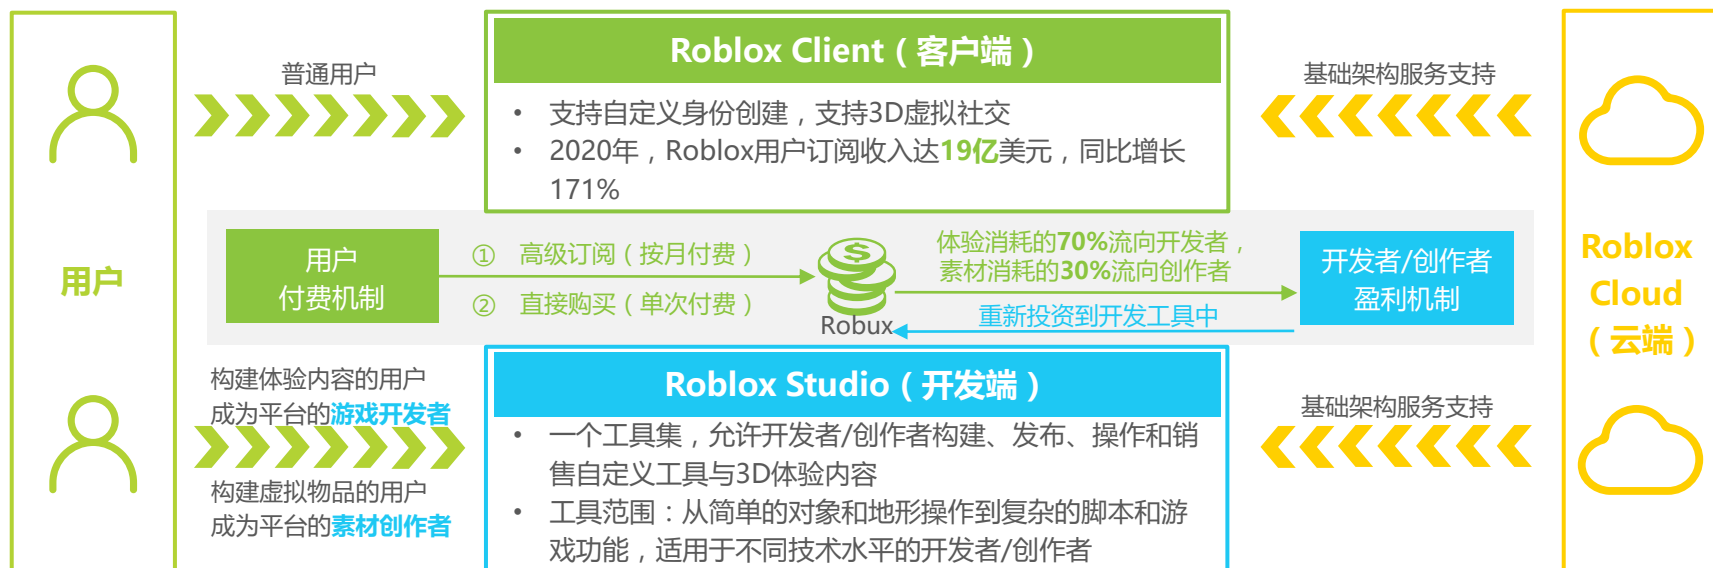 用户
普通用户
Roblox Client（客户端）
• 支持自定义身份创建，支持3D虚拟社交
• 2020年，Roblox用户订阅收入达19亿美元，同比增长
171%
基础架构服务支持
用户
付费机制
① 高级订阅（按月付费）
② 直接购买（单次付费）
Robux
体验消耗的70%流向开发者，
素材消耗的30%流向创作者
重新投资到开发工具中
开发者/创作者
盈利机制
Roblox
Cloud
（云端）
构建体验内容的用户
成为平台的游戏开发者
构建虚拟物品的用户
成为平台的素材创作者
Roblox Studio（开发端）
• 一个工具集，允许开发者/创作者构建、发布、操作和销
售自定义工具与3D体验内容
• 工具范围：从简单的对象和地形操作到复杂的脚本和游
戏功能，适用于不同技术水平的开发者/创作者
基础架构服务支持